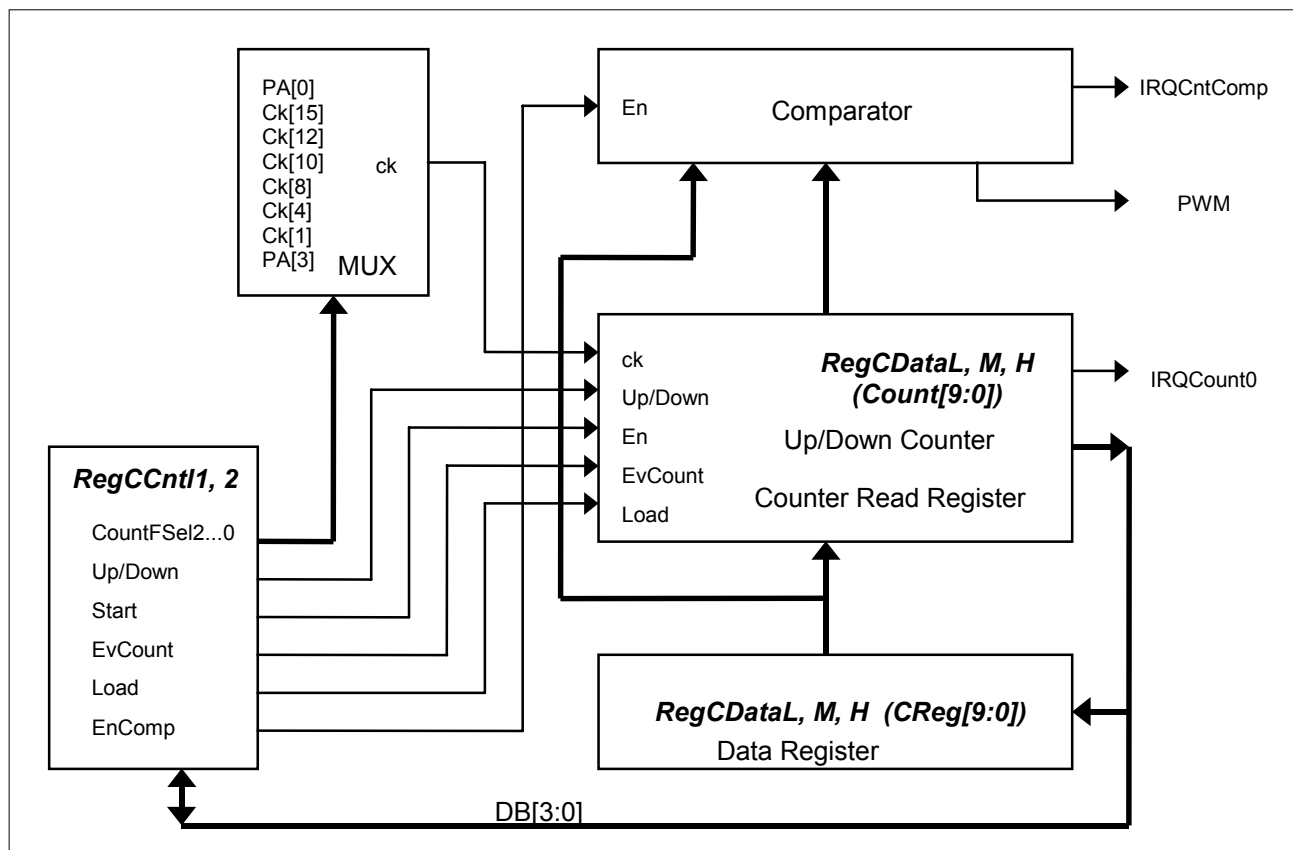 PA[0]
Ck[15]
Ck[12]
Ck[10]
Ck[8]
Ck[4]
Ck[1]
PA[3]
ck
MUX
En
Comparator
IRQCntComp
PWM
ck
Up/Down
En
EvCount
Load
RegCDataL, M, H
(Count[9:0])
Up/Down Counter
Counter Read Register
IRQCount0
RegCCntl1, 2
CountFSel2...0
Up/Down
Start
EvCount
Load
EnComp
RegCDataL, M, H (CReg[9:0])
Data Register
DB[3:0]